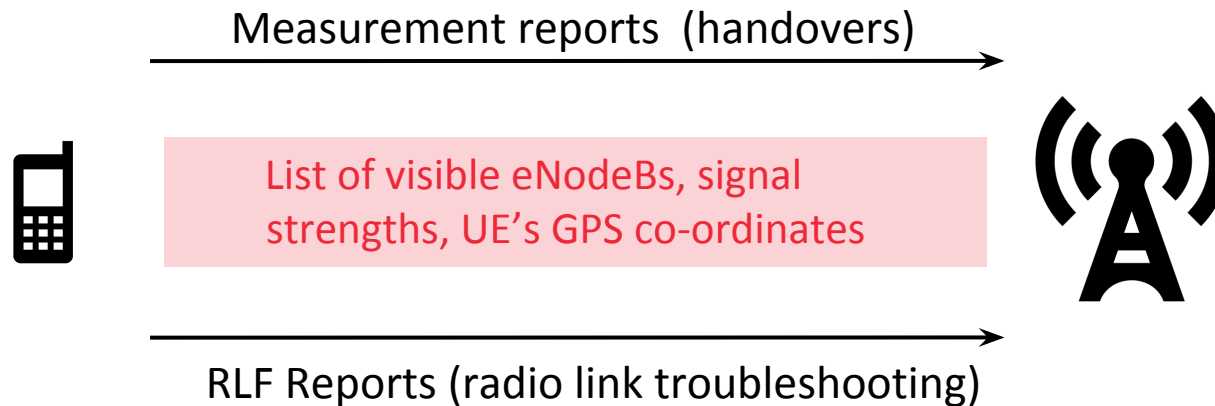 Measurement reports (handovers)
List of visible eNodeBs, signal
strengths, UE’s GPS co-ordinates
RLF Reports (radio link troubleshooting)